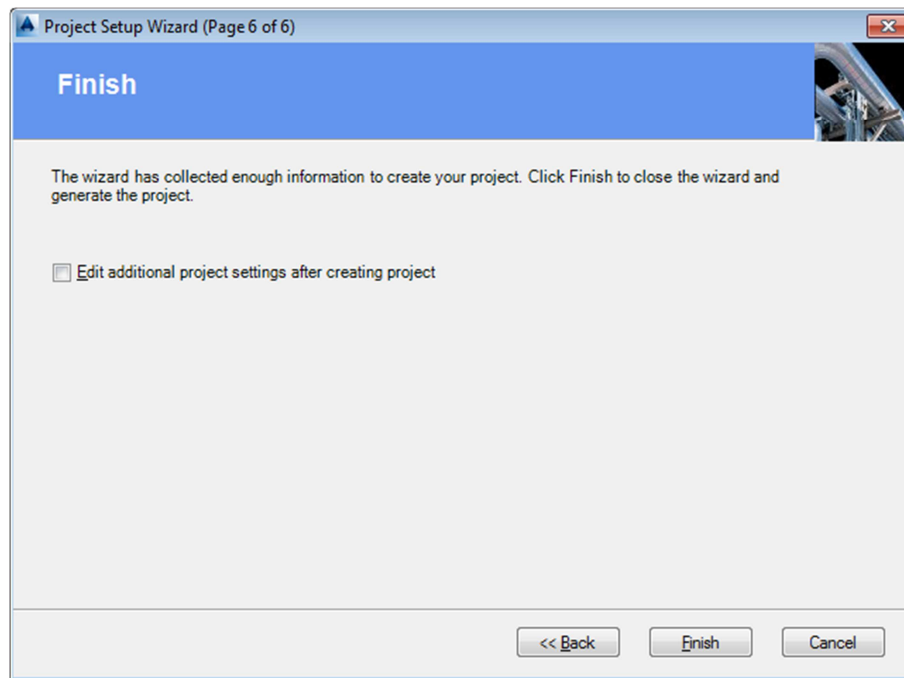 Project Setup Wizard (Page 6 of 6)
Finish
The wizard has collected enough information to create your project. Click Finish to close the wizard and
generate the project.
Edit additional project settings after creating project
<< Back
Finish
Cancel